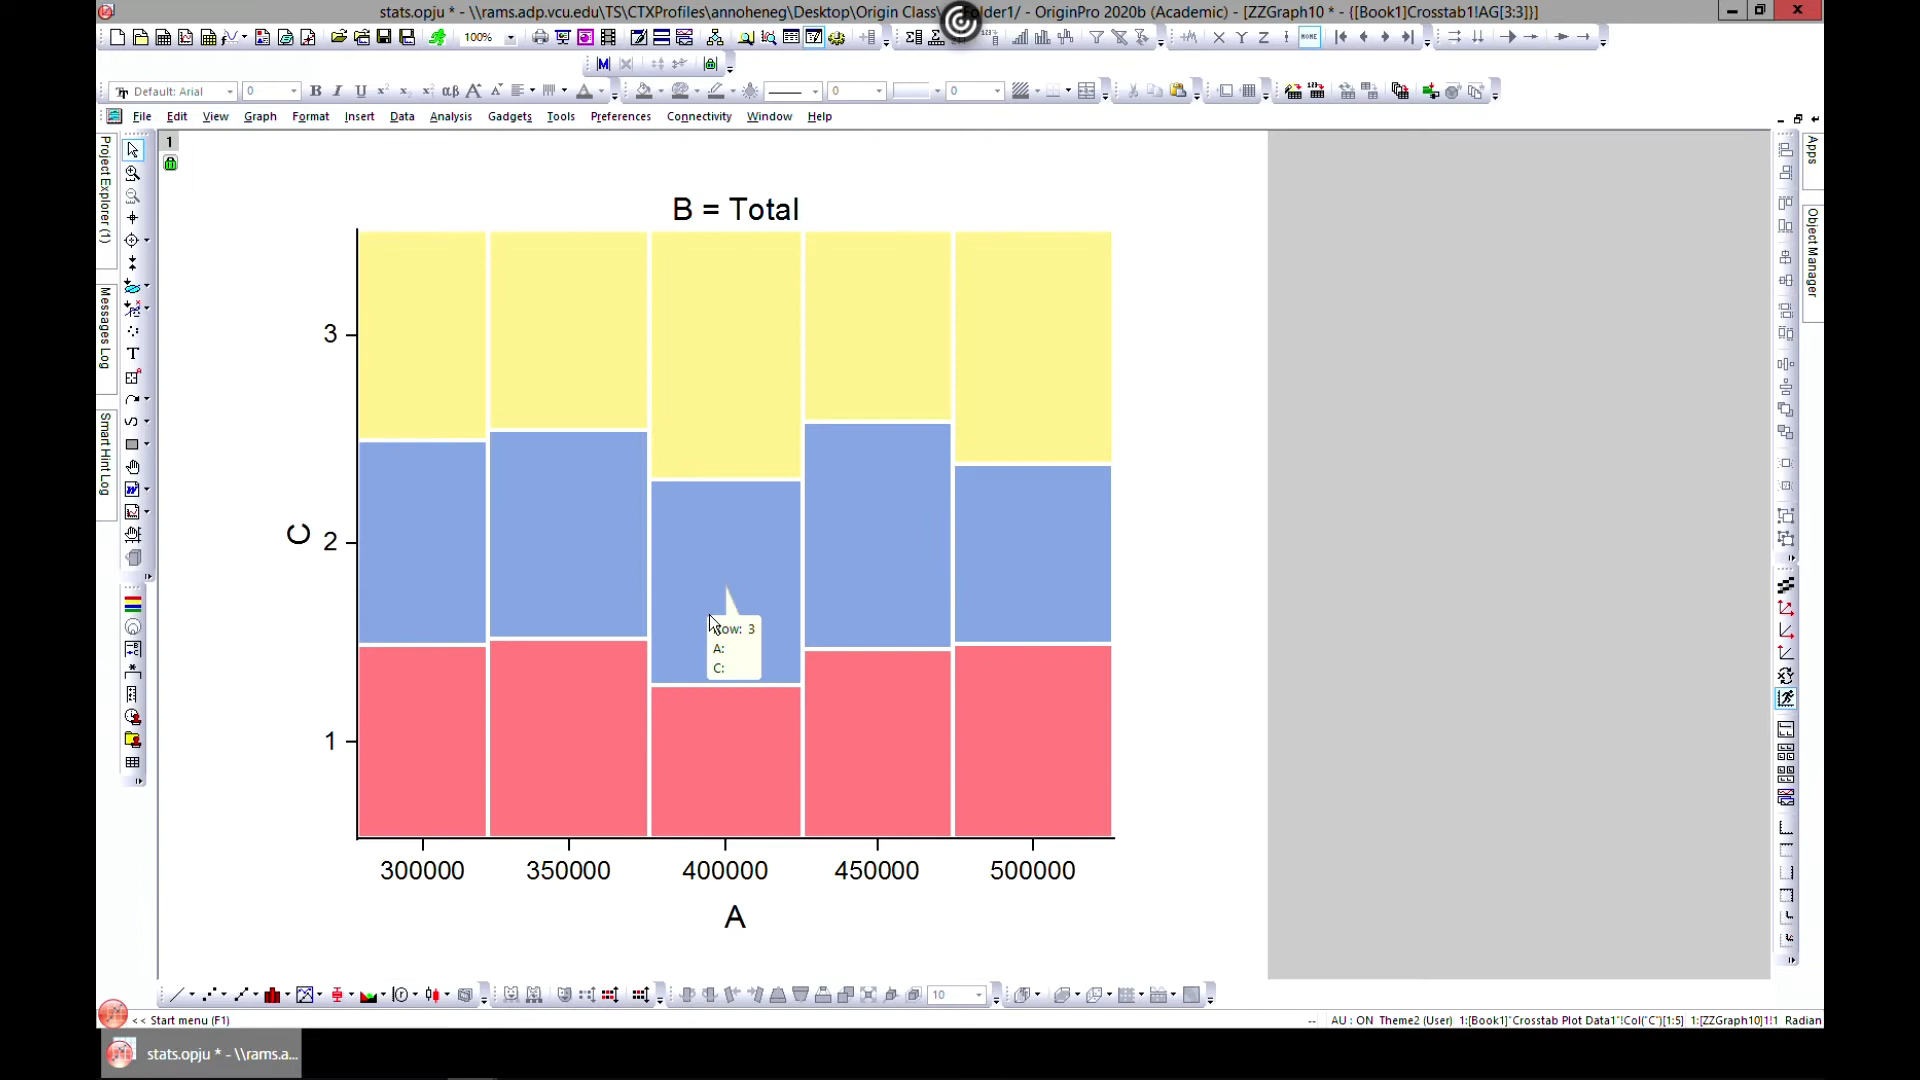 stats.opju * - \\rams.adp.vcu.edu\TS\CTXProfiles\annoheneg\Desktop\Origin Class\ Folder1/ - OriginPro 2020b (Academic) - [ZZGraph10 * - {[Book1]Crosstab1!AG[3:3]}]
100%
Default: Arial 0 B I U αβ A A A 0 0
File Edit View Graph Format Insert Data Analysis Gadgets Tools Preferences Connectivity Window Help
1
Project Explorer (1)
Messages Log
Smart Hint Log
Apps
Object Manager
B = Total
3
2
1
C
Row: 3
A:
C:
300000 350000 400000 450000 500000
A
10
<< Start menu (F1)
-- AU : ON Theme2 (User) 1:[Book1]"Crosstab Plot Data1"!Col("C")[1:5] 1:[ZZGraph10]1!1 Radian
stats.opju * - \\rams.a...